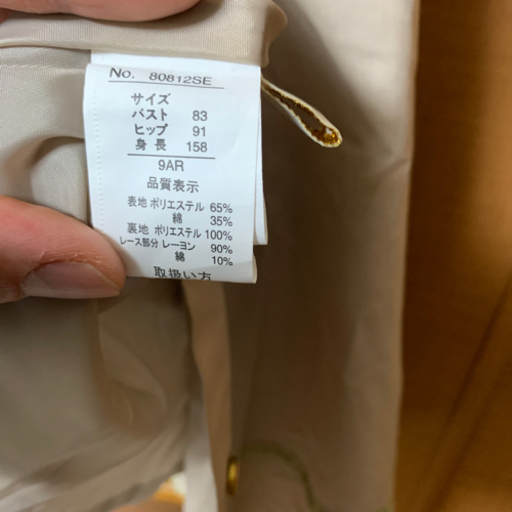 No. 80812SE
サイズ
バスト 83
ヒップ 91
身長 158
9AR
品質表示
表地 ポリエステル 65%
綿 35%
裏地 ポリエステル 100%
レース部分 レーヨン 90%
綿 10%
取扱い方